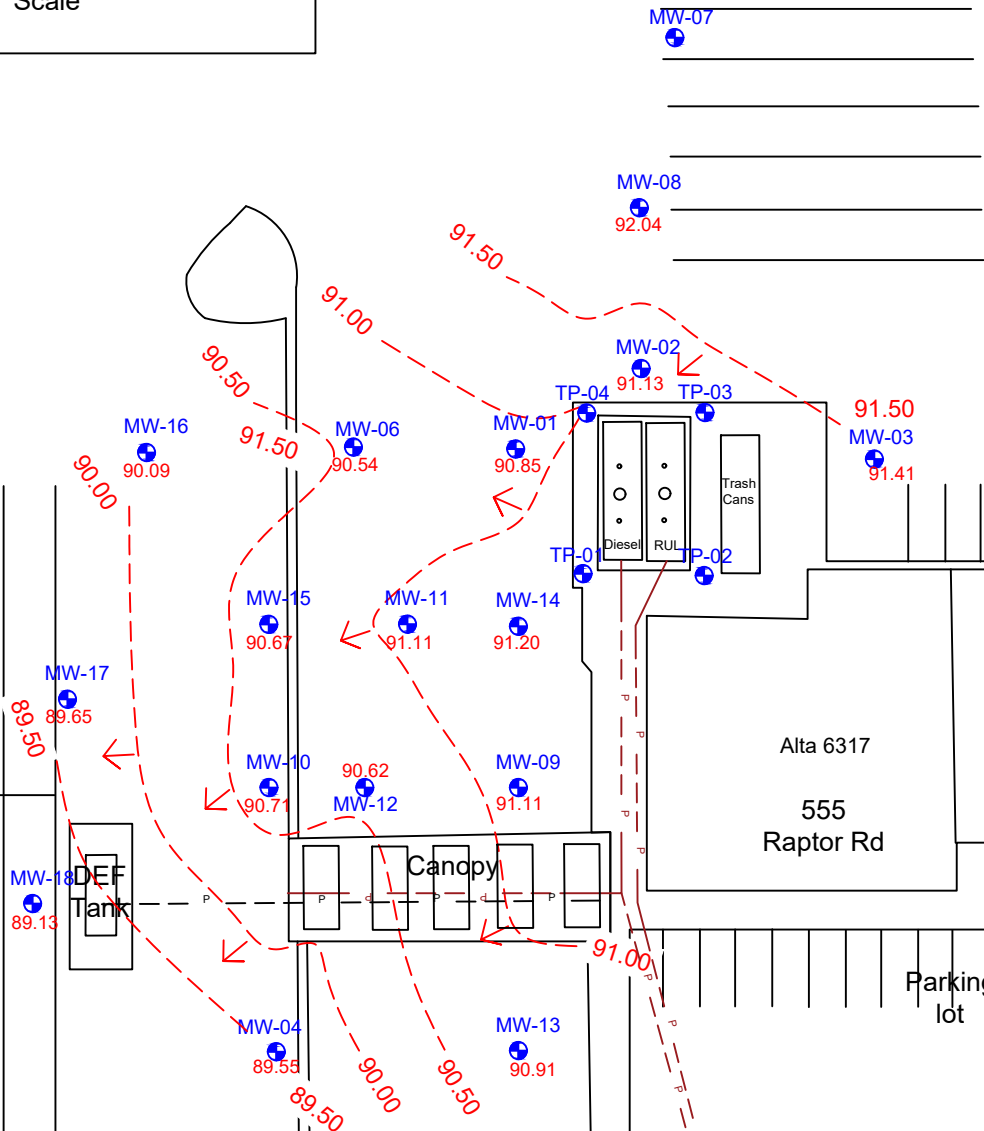 Scale
MW-07
MW-08
92.04
91.50
91.00
MW-02
91.13
90.50
TP-04
TP-03
91.50
MW-16
90.09
91.50
MW-06
90.54
MW-01
90.85
MW-03
91.41
90.00
Trash
Cans
Diesel
RUL
TP-01
TP-02
MW-15
90.67
MW-11
91.11
MW-14
91.20
MW-17
89.65
89.50
P
P
P
P
Alta 6317
555
Raptor Rd
MW-10
90.71
90.62
MW-12
MW-09
91.11
Canopy
MW-18
89.13
DEF
Tank
P
P
P
P
P
P
91.00
P
P
P
Parking
lot
MW-04
89.55
MW-13
90.91
89.50
90.00
90.50